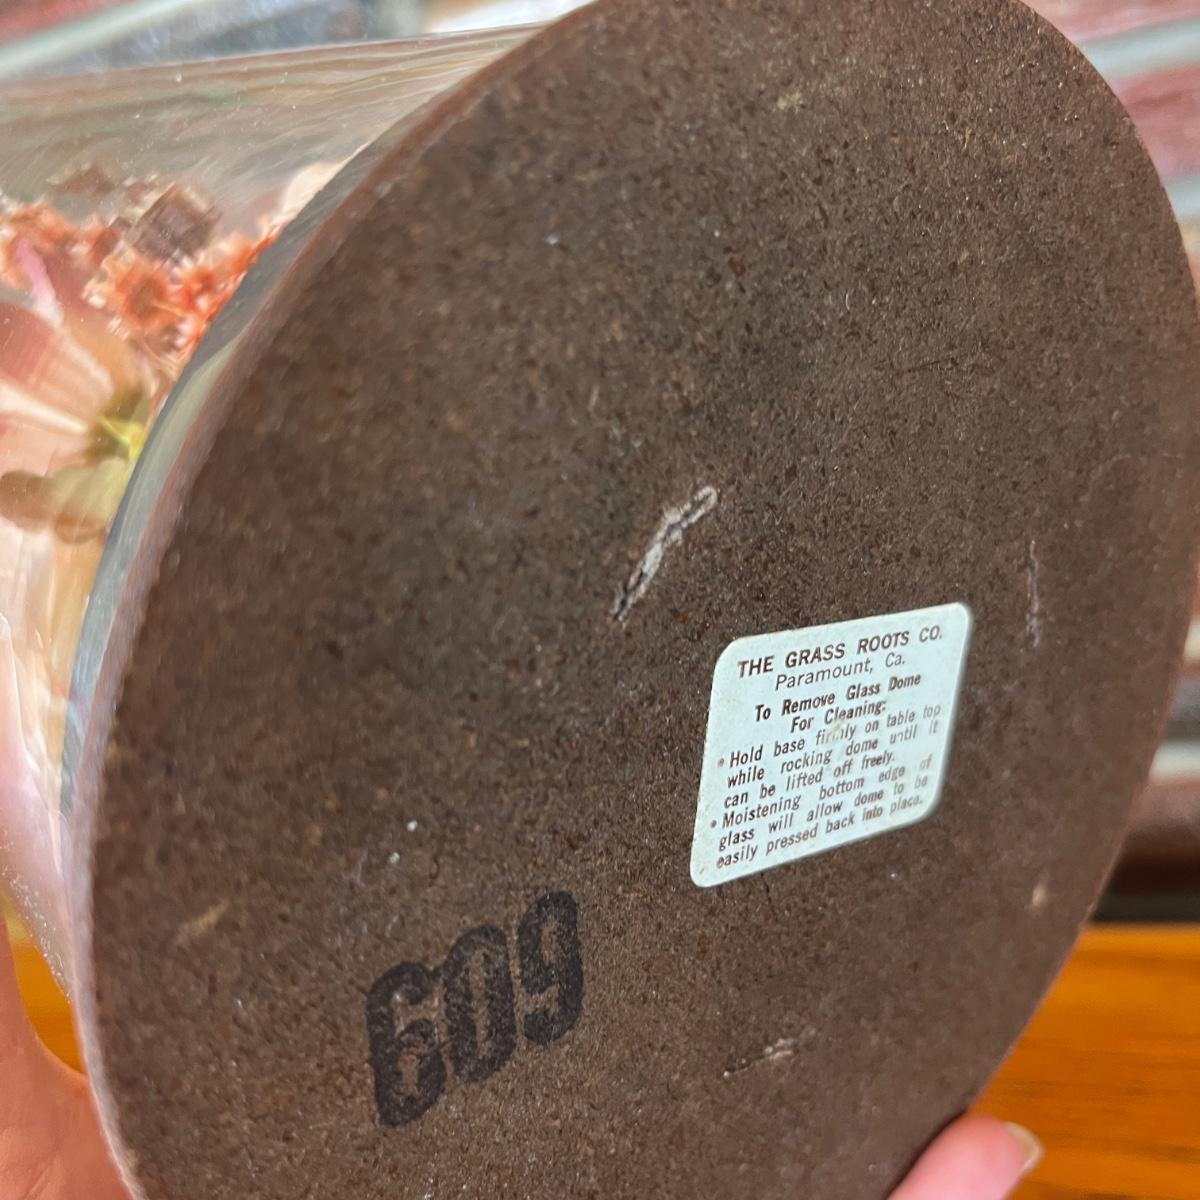 THE GRASS ROOTS CO.
Paramount, Ca.
To Remove Glass Dome
For Cleaning:
• Hold base firmly on table top
while rocking dome until it
can be lifted off freely.
• Moistening bottom edge of
glass will allow dome to be
easily pressed back into place.
609